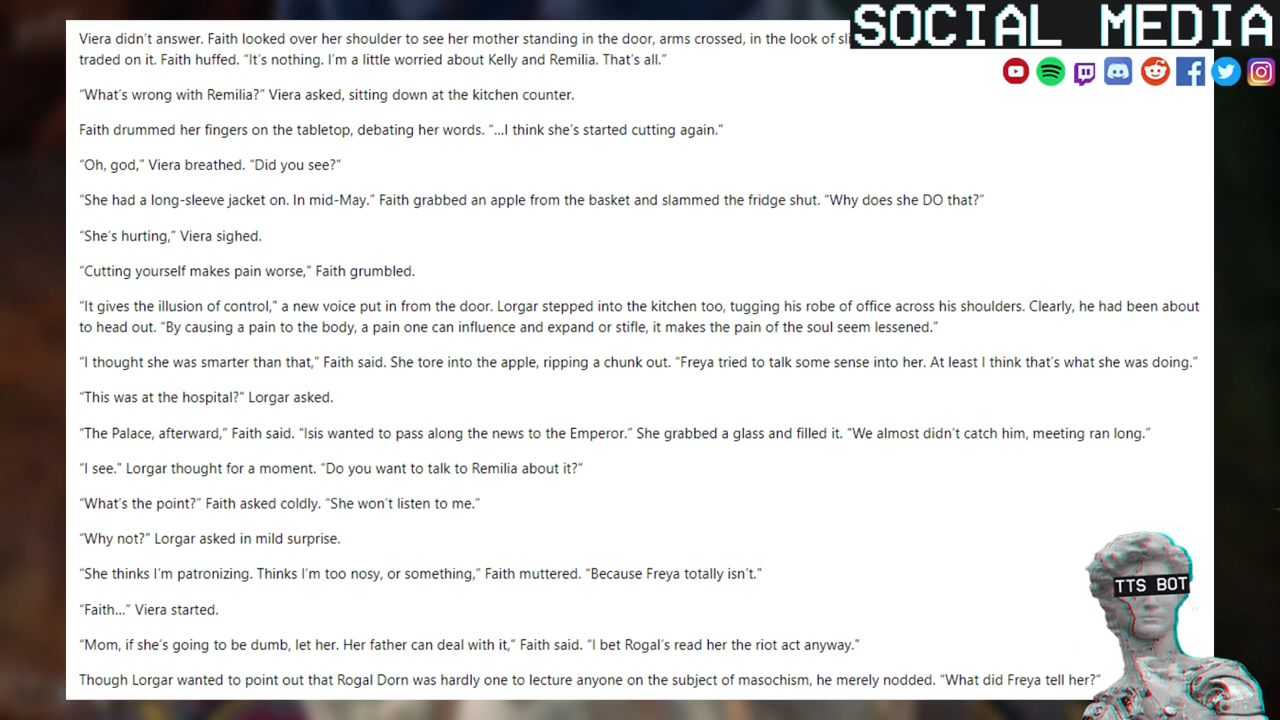 SOCIAL MEDIA
Viera didn’t answer. Faith looked over her shoulder to see her mother standing in the door, arms crossed, in the look of
traded on it. Faith huffed. “It’s nothing. I’m a little worried about Kelly and Remilia. That’s all.”
“What’s wrong with Remilia?” Viera asked, sitting down at the kitchen counter.
Faith drummed her fingers on the tabletop, debating her words. “…I think she’s started cutting again.”
“Oh, god,” Viera breathed. “Did you see?”
“She had a long-sleeve jacket on. In mid-May.” Faith grabbed an apple from the basket and slammed the fridge shut. “Why does she DO that?”
“She’s hurting,” Viera sighed.
“Cutting yourself makes pain worse,” Faith grumbled.
“It gives the illusion of control,” a new voice put in from the door. Lorgar stepped into the kitchen too, tugging his robe of office across his shoulders. Clearly, he had been about
to head out. “By causing a pain to the body, a pain one can influence and expand or stifle, it makes the pain of the soul seem lessened.”
“I thought she was smarter than that,” Faith said. She tore into the apple, ripping a chunk out. “Freya tried to talk some sense into her. At least I think that’s what she was doing.”
“This was at the hospital?” Lorgar asked.
“The Palace, afterward,” Faith said. “Isis wanted to pass along the news to the Emperor.” She grabbed a glass and filled it. “We almost didn’t catch him, meeting ran long.”
“I see.” Lorgar thought for a moment. “Do you want to talk to Remilia about it?”
“What’s the point?” Faith asked coldly. “She won’t listen to me.”
“Why not?” Lorgar asked in mild surprise.
“She thinks I’m patronizing. Thinks I’m too nosy, or something,” Faith muttered. “Because Freya totally isn’t.”
“Faith…” Viera started.
“Mom, if she’s going to be dumb, let her. Her father can deal with it,” Faith said. “I bet Rogal’s read her the riot act anyway.”
Though Lorgar wanted to point out that Rogal Dorn was hardly one to lecture anyone on the subject of masochism, he merely nodded. “What did Freya tell her?”
TTS BOT